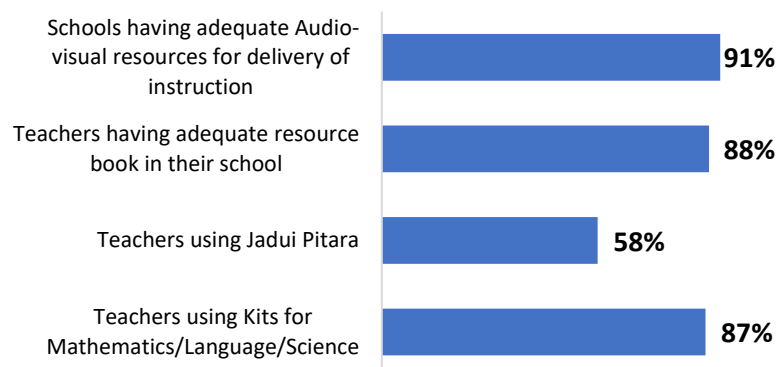 Schools having adequate Audio-
visual resources for delivery of
instruction
91%
Teachers having adequate resource
book in their school
88%
Teachers using Jadui Pitara
58%
Teachers using Kits for
Mathematics/Language/Science
87%